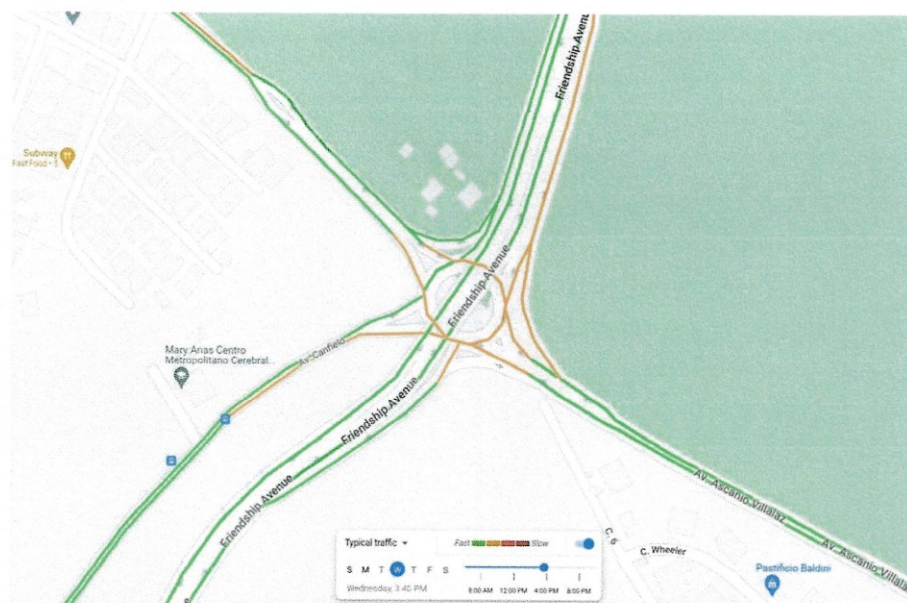 Friendship Avenue
Subway
Fast Food • $
Friendship Avenue
Av. Canfield
Mary Arias Centro
Metropolitano Cerebral...
Friendship Avenue
Friendship Avenue
Av. Ascanio Villalaz
Av. Ascanio Villalaz
C. 6
C. Wheeler
Pastificio Baldini
Typical traffic
Fast
Slow
S M T W T F S
Wednesday 3:40 PM
8:00 AM 12:00 PM 4:00 PM 8:00 PM